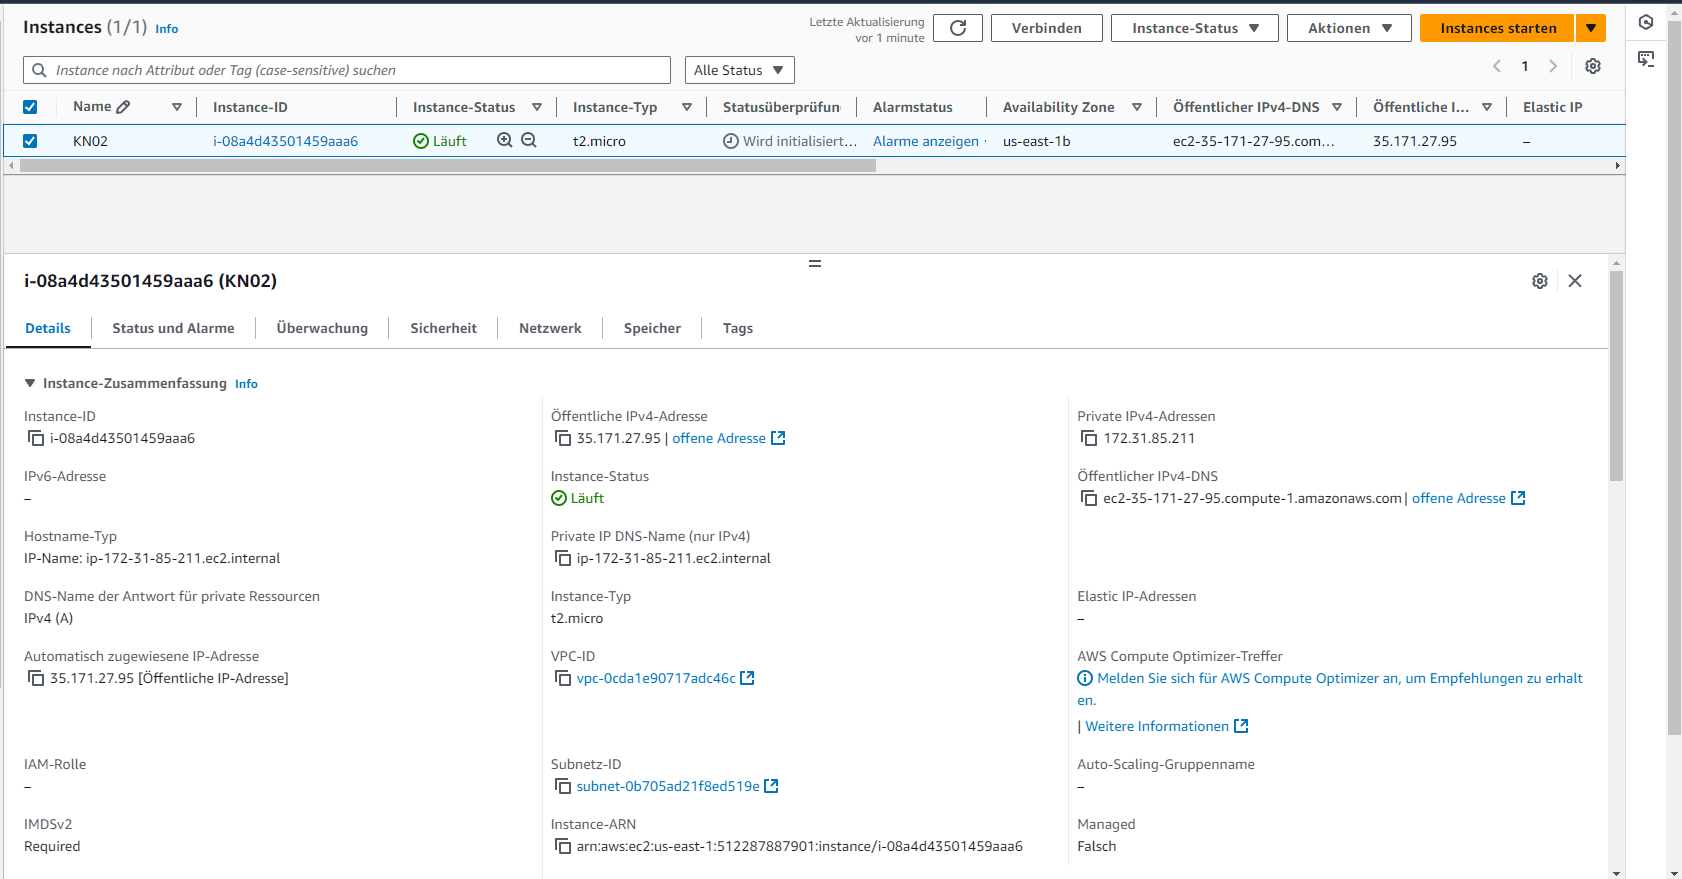 Instances (1/1) Info
Letzte Aktualisierung
vor 1 minute
Verbinden
Instance-Status
Aktionen
Instances starten
Instance nach Attribut oder Tag (case-sensitive) suchen
Alle Status
1
Name Instance-ID Instance-Status Instance-Typ Statusüberprüfun Alarmstatus Availability Zone Öffentlicher IPv4-DNS Öffentliche I... Elastic IP
KN02 i-08a4d43501459aaa6 Läuft t2.micro Wird initialisiert... Alarme anzeigen us-east-1b ec2-35-171-27-95.com... 35.171.27.95 –
i-08a4d43501459aaa6 (KN02)
Details
Status und Alarme
Überwachung
Sicherheit
Netzwerk
Speicher
Tags
Instance-Zusammenfassung Info
Instance-ID
i-08a4d43501459aaa6
Öffentliche IPv4-Adresse
35.171.27.95 | offene Adresse
Private IPv4-Adressen
172.31.85.211
IPv6-Adresse
–
Instance-Status
Läuft
Öffentlicher IPv4-DNS
ec2-35-171-27-95.compute-1.amazonaws.com | offene Adresse
Hostname-Typ
IP-Name: ip-172-31-85-211.ec2.internal
Private IP DNS-Name (nur IPv4)
ip-172-31-85-211.ec2.internal
DNS-Name der Antwort für private Ressourcen
IPv4 (A)
Instance-Typ
t2.micro
Elastic IP-Adressen
–
Automatisch zugewiesene IP-Adresse
35.171.27.95 [Öffentliche IP-Adresse]
VPC-ID
vpc-0cda1e90717adc46c
AWS Compute Optimizer-Treffer
Melden Sie sich für AWS Compute Optimizer an, um Empfehlungen zu erhalt
en.
| Weitere Informationen
IAM-Rolle
–
Subnetz-ID
subnet-0b705ad21f8ed519e
Auto-Scaling-Gruppenname
–
IMDSv2
Required
Instance-ARN
arn:aws:ec2:us-east-1:512287887901:instance/i-08a4d43501459aaa6
Managed
Falsch